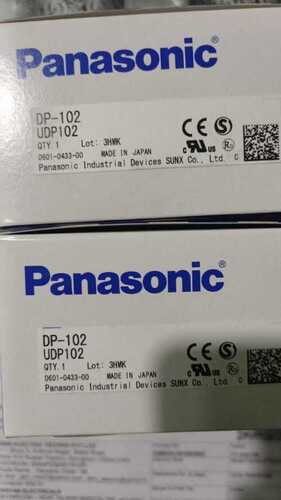 Panasonic®
DP-102
UDP102
QTY. 1 Lot: 3HWK
0601-0433-00 MADE IN JAPAN
Panasonic Industrial Devices SUNX Co., Ltd.
Panasonic®
DP-102
UDP102
QTY. 1 Lot: 3HWK
0601-0433-00 MADE IN JAPAN
Panasonic Industrial Devices SUNX Co., Ltd.